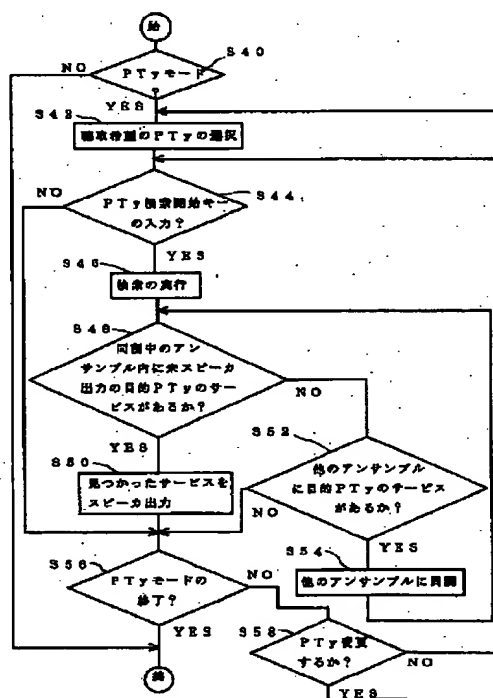 始
S40
PTyモード
NO
YES
S42
聴取希望のPTyの選択
S44
PTy検索開始キー
の入力？
NO
YES
S46
検索の実行
S48
同調中のアン
サンブル内に未スピーカ
出力の目的PTyのサー
ビスがあるか？
NO
YES
S50
見つかったサービスを
スピーカ出力
S52
他のアンサンブル
に目的PTyのサービス
があるか？
NO
YES
S54
他のアンサンブルに同調
S56
PTyモードの
終了？
NO
YES
S58
PTy変更
するか？
NO
YES
終